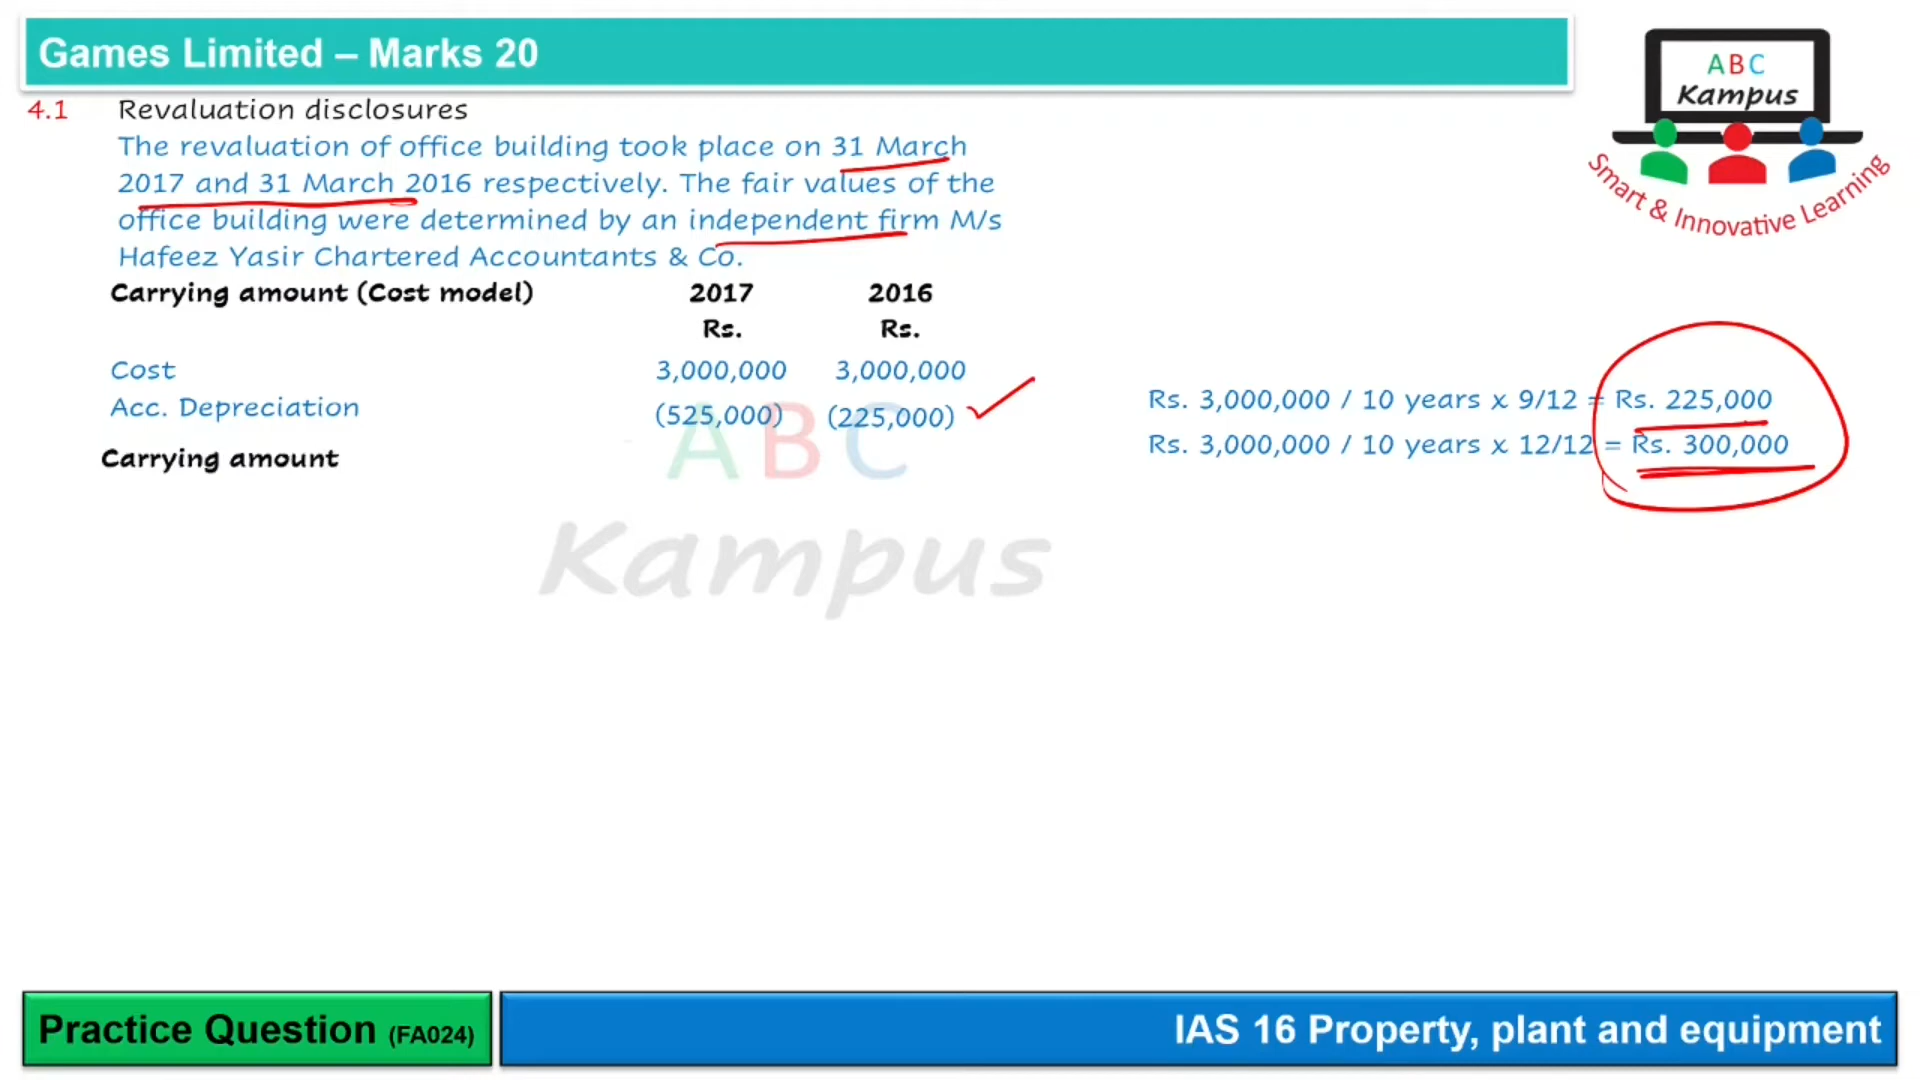 Games Limited – Marks 20
ABC
Kampus
Smart & Innovative Learning
4.1 Revaluation disclosures
The revaluation of office building took place on 31 March
2017 and 31 March 2016 respectively. The fair values of the
office building were determined by an independent firm M/s
Hafeez Yasir Chartered Accountants & Co.
Carrying amount (Cost model) 2017 2016
Rs. Rs.
Cost 3,000,000 3,000,000
Acc. Depreciation (525,000) (225,000)
Rs. 3,000,000 / 10 years x 9/12 = Rs. 225,000
Rs. 3,000,000 / 10 years x 12/12 = Rs. 300,000
Carrying amount
ABC
Kampus
Practice Question (FA024)
IAS 16 Property, plant and equipment